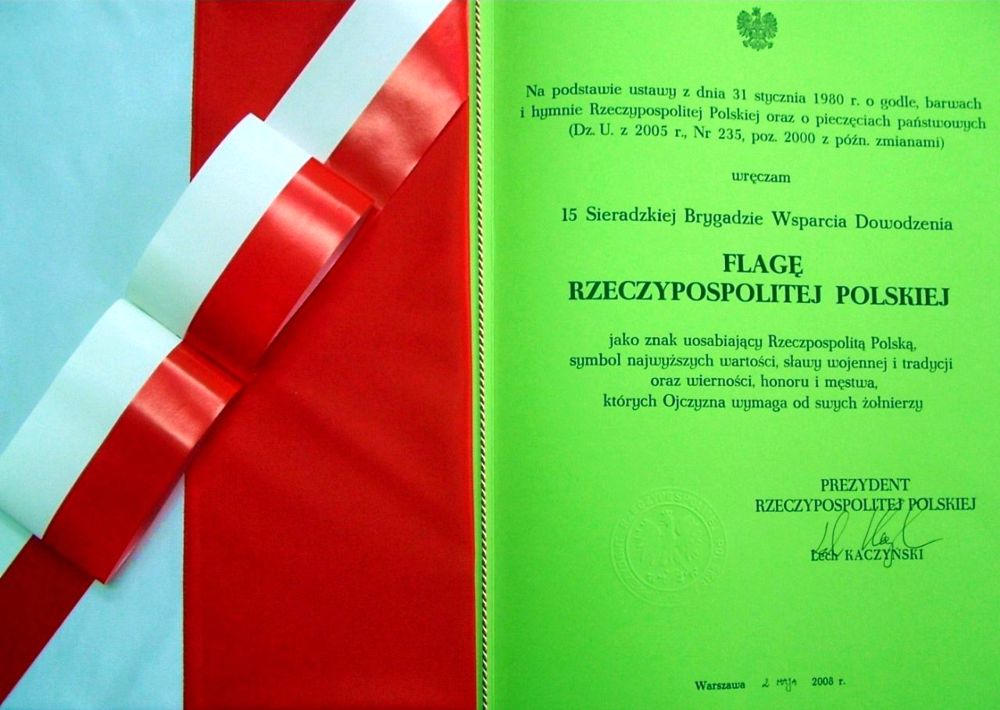 Na podstawie ustawy z dnia 31 stycznia 1980 r. o godle, barwach
i hymnie Rzeczypospolitej Polskiej oraz o pieczęciach państwowych
(Dz. U. z 2005 r., Nr 235, poz. 2000 z późn. zmianami)
wręczam
15 Sieradzkiej Brygadzie Wsparcia Dowodzenia
FLAGĘ
RZECZYPOSPOLITEJ POLSKIEJ
jako znak uosabiający Rzeczpospolitą Polską,
symbol najwyższych wartości, sławy wojennej i tradycji
oraz wierności, honoru i męstwa,
których Ojczyzna wymaga od swych żołnierzy
PREZYDENT
RZECZYPOSPOLITEJ POLSKIEJ
Lech KACZYŃSKI
Warszawa 2 maja 2008 r.